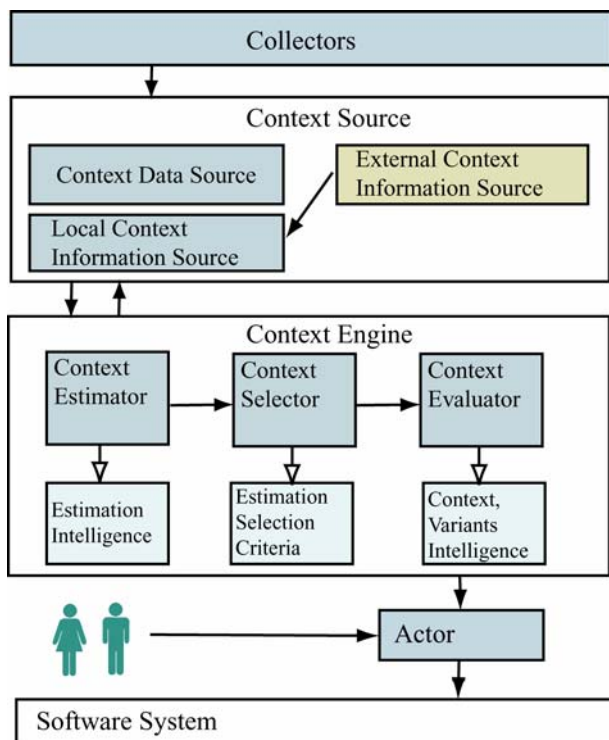 Collectors
Context Source
Context Data Source
External Context
Information Source
Local Context
Information Source
Context Engine
Context
Estimator
Context
Selector
Context
Evaluator
Estimation
Intelligence
Estimation
Selection
Criteria
Context,
Variants
Intelligence
Actor
Software System